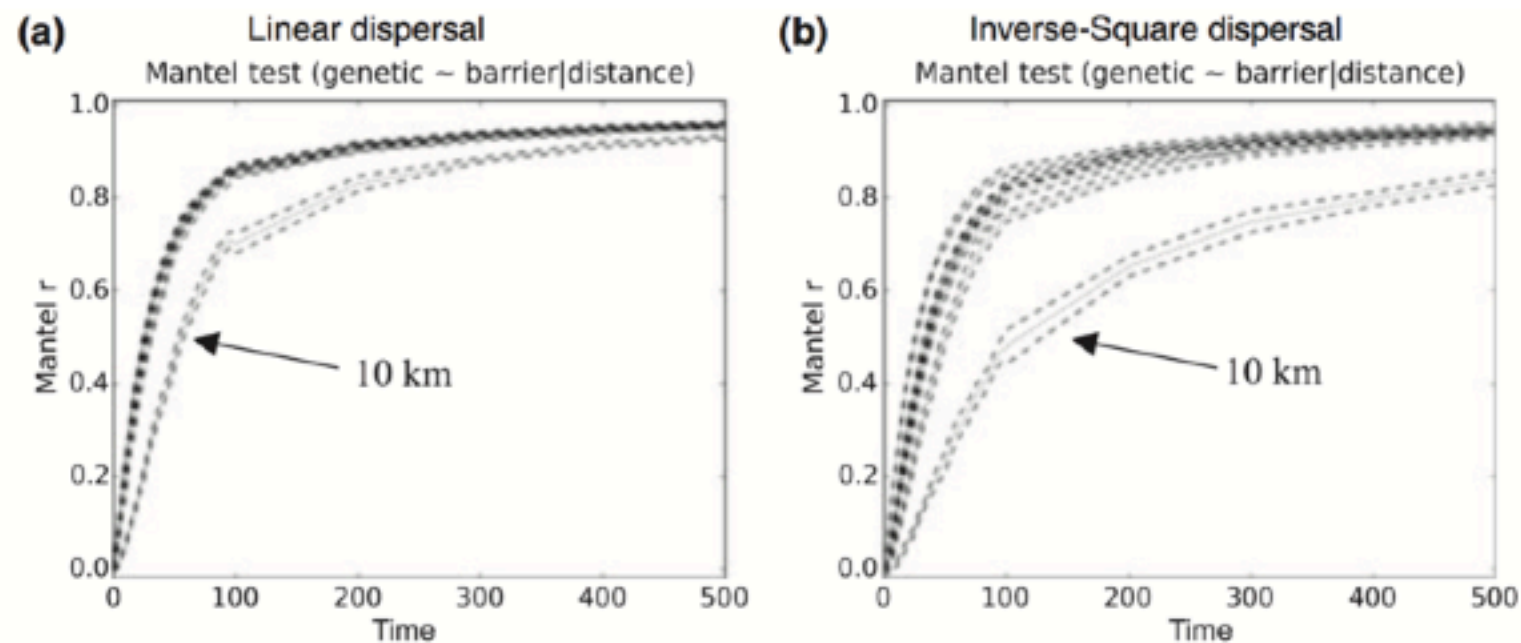 (a) Linear dispersal
Mantel test (genetic ~ barrier|distance)
1.0
0.8
0.6
0.4
0.2
0.0
Mantel r
10 km
0 100 200 300 400 500
Time
(b) Inverse-Square dispersal
Mantel test (genetic ~ barrier|distance)
1.0
0.8
0.6
0.4
0.2
0.0
Mantel r
10 km
0 100 200 300 400 500
Time